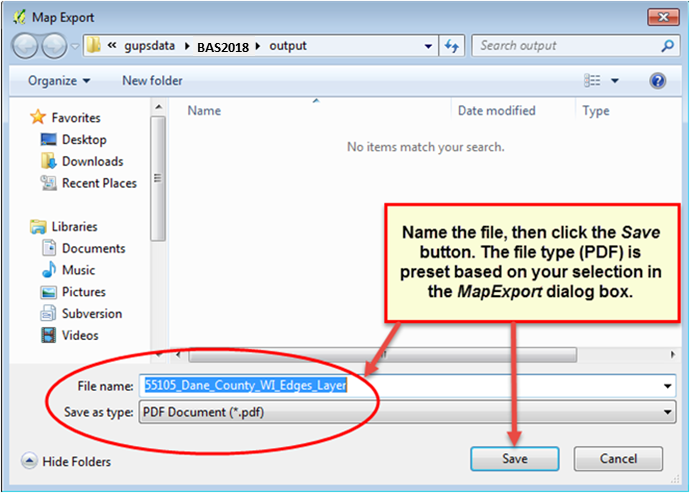 Map Export
« gupsdata BAS2018 output
Search output
Organize New folder
Favorites
Desktop
Downloads
Recent Places
Libraries
Documents
Music
Pictures
Subversion
Videos
Name Date modified Type
No items match your search.
Name the file, then click the Save
button. The file type (PDF) is
preset based on your selection in
the MapExport dialog box.
File name: 55105_Dane_County_WI_Edges_Layer
Save as type: PDF Document (*.pdf)
Hide Folders
Save Cancel